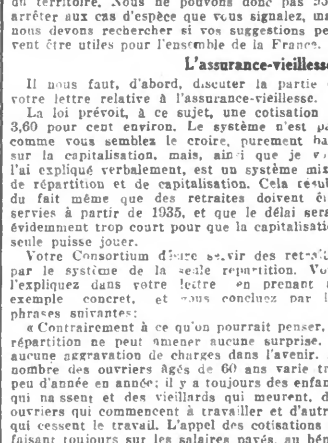 du territoire. Nous ne pouvons donc pas
arrêter aux cas d'espèce que vous signalez, ma
nous devons rechercher si vos suggestions pe
vent être utiles pour l'ensemble de la France.
L'assurance-vieillesse
Il nous faut, d'abord, discuter la partie
votre lettre relative à l'assurance-vieillesse.
La loi prévoit, à ce sujet, une cotisation
3,60 pour cent environ. Le système n'est pa
comme vous semblez le croire, purement ba
sur la capitalisation, mais, ainsi que je
l'ai expliqué verbalement, est un système mix
de répartition et de capitalisation. Cela résul
du fait même que des retraites doivent êt
servies à partir de 1935, et que le délai sera
évidemment trop court pour que la capitalisatio
seule puisse jouer.
Votre Consortium désire servir des retrait
par le système de la seule répartition. Vo
l'expliquez dans votre lettre en prenant
exemple concret, et vous concluez par l
phrases suivantes:
« Contrairement à ce qu'on pourrait penser,
répartition ne peut amener aucune surprise,
aucune aggravation de charges dans l'avenir.
nombre des ouvriers âgés de 60 ans varie tr
peu d'année en année; il y a toujours des enfan
qui naissent et des vieillards qui meurent, d
ouvriers qui commencent à travailler et d'autr
qui cessent le travail. L'appel des cotisations
faisant toujours sur les salaires payés, un